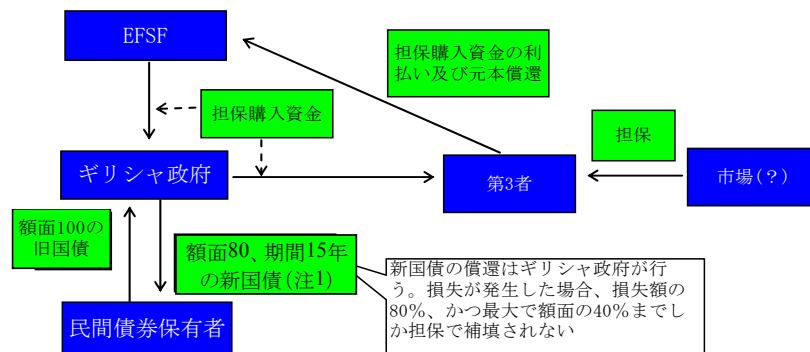 EFSF
担保購入資金の利
払い及び元本償還
担保購入資金
担保
ギリシャ政府
第3者
市場(？)
額面100の
旧国債
額面80、期間15年
の新国債(注1)
新国債の償還はギリシャ政府が行
う。損失が発生した場合、損失額の
80％、かつ最大で額面の40％までし
か担保で補填されない
民間債券保有者